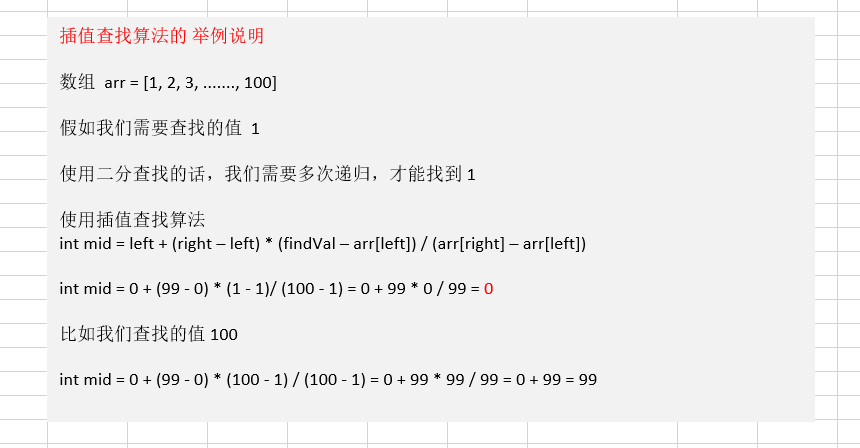 插值查找算法的 举例说明
数组 arr = [1, 2, 3, ......., 100]
假如我们需要查找的值 1
使用二分查找的话，我们需要多次递归，才能找到 1
使用插值查找算法
int mid = left + (right – left) * (findVal – arr[left]) / (arr[right] – arr[left])
int mid = 0 + (99 - 0) * (1 - 1)/ (100 - 1) = 0 + 99 * 0 / 99 = 0
比如我们查找的值 100
int mid = 0 + (99 - 0) * (100 - 1) / (100 - 1) = 0 + 99 * 99 / 99 = 0 + 99 = 99